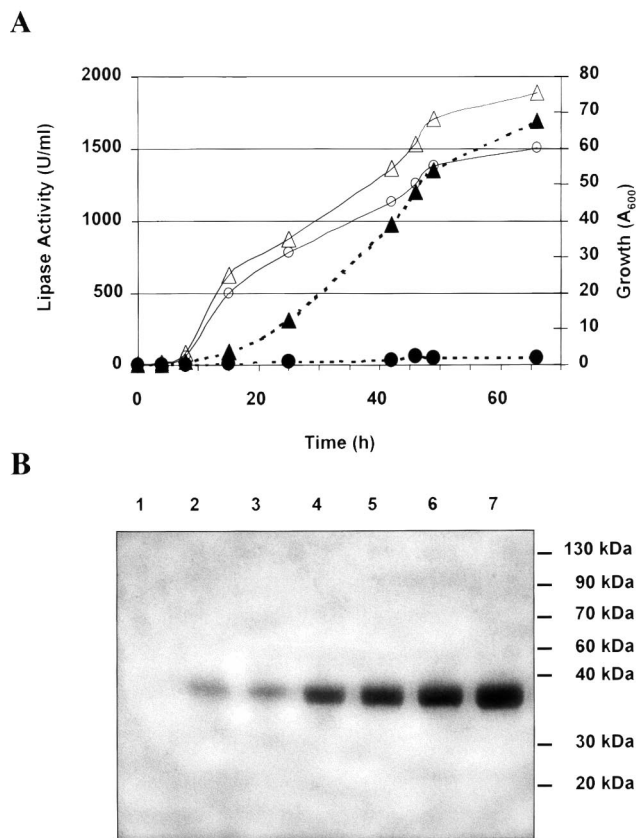 A
2000
1500
1000
500
0
Lipase Activity (U/ml)
80
70
60
50
40
30
20
10
0
Growth (A600)
0 20 40 60
Time (h)
B
1 2 3 4 5 6 7
130 kDa
90 kDa
70 kDa
60 kDa
40 kDa
30 kDa
20 kDa